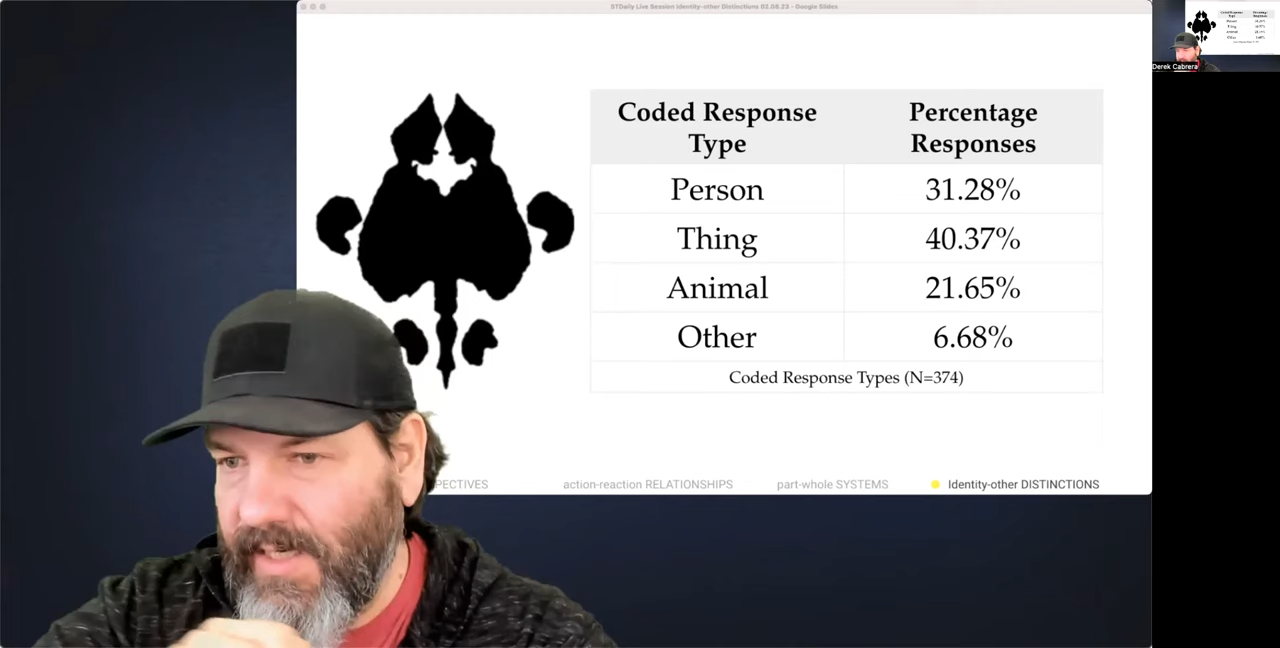 STDaily Live Session Identity-other Distinctions 02.08.23 - Google Slides
Coded Response
Type
Percentage
Responses
Person 31.28%
Thing 40.37%
Animal 21.65%
Other 6.68%
Coded Response Types (N=374)
PECTIVES action-reaction RELATIONSHIPS part-whole SYSTEMS Identity-other DISTINCTIONS
Derek Cabrera